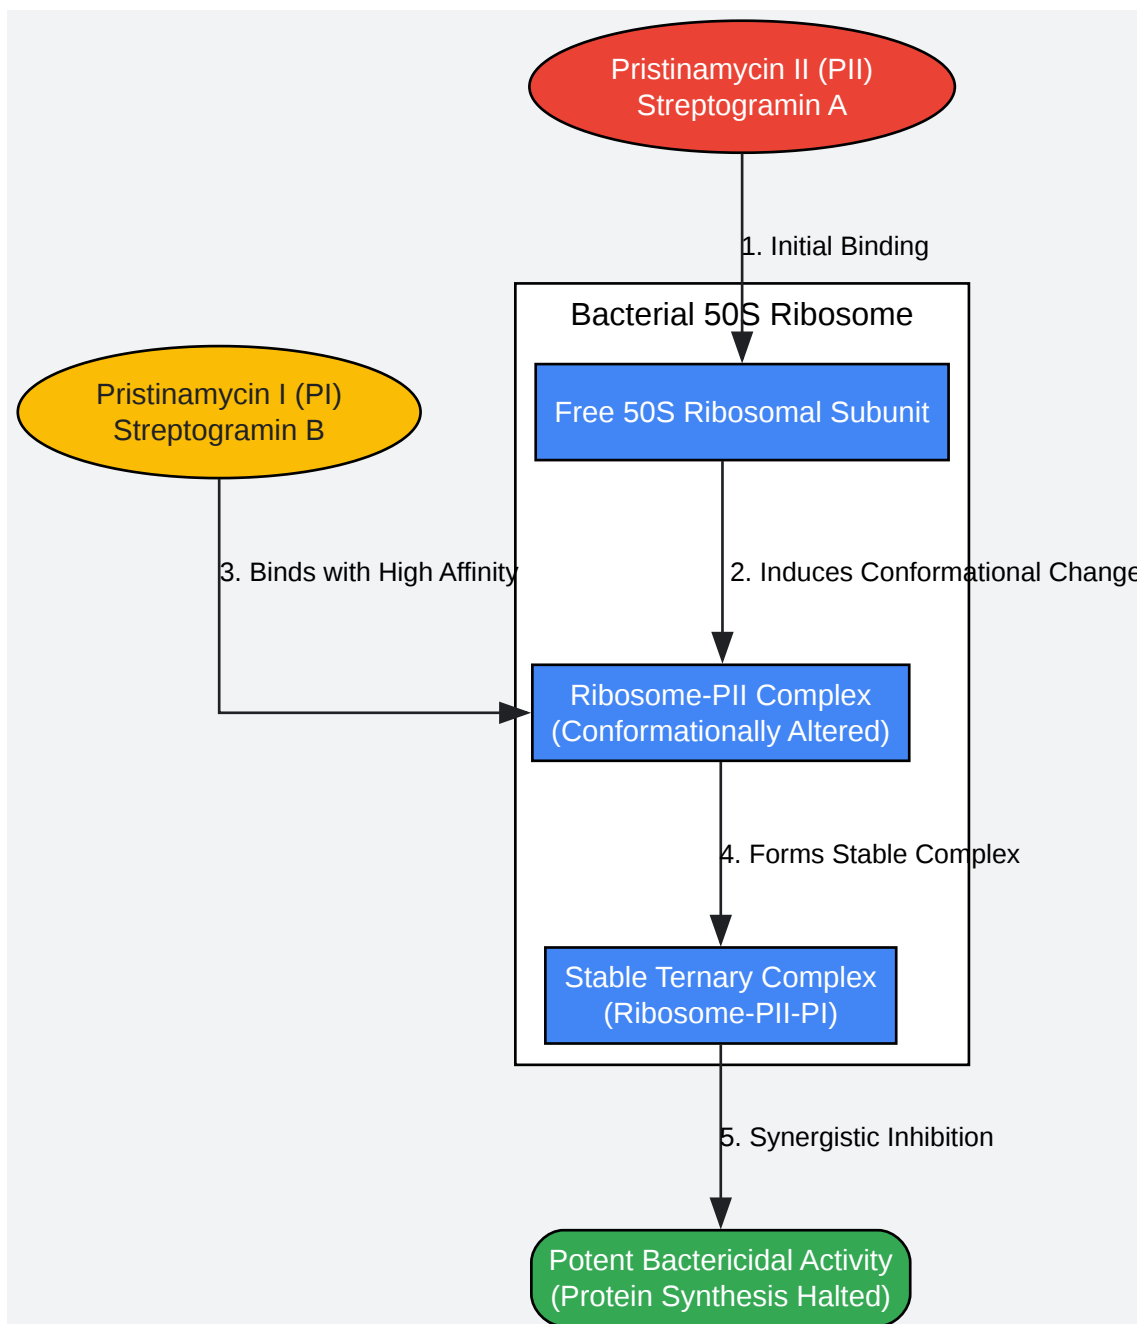 Pristinamycin II (PII)
Streptogramin A
1. Initial Binding
Bacterial 50S Ribosome
Free 50S Ribosomal Subunit
Pristinamycin I (PI)
Streptogramin B
3. Binds with High Affinity
2. Induces Conformational Change
Ribosome-PII Complex
(Conformationally Altered)
4. Forms Stable Complex
Stable Ternary Complex
(Ribosome-PII-PI)
5. Synergistic Inhibition
Potent Bactericidal Activity
(Protein Synthesis Halted)